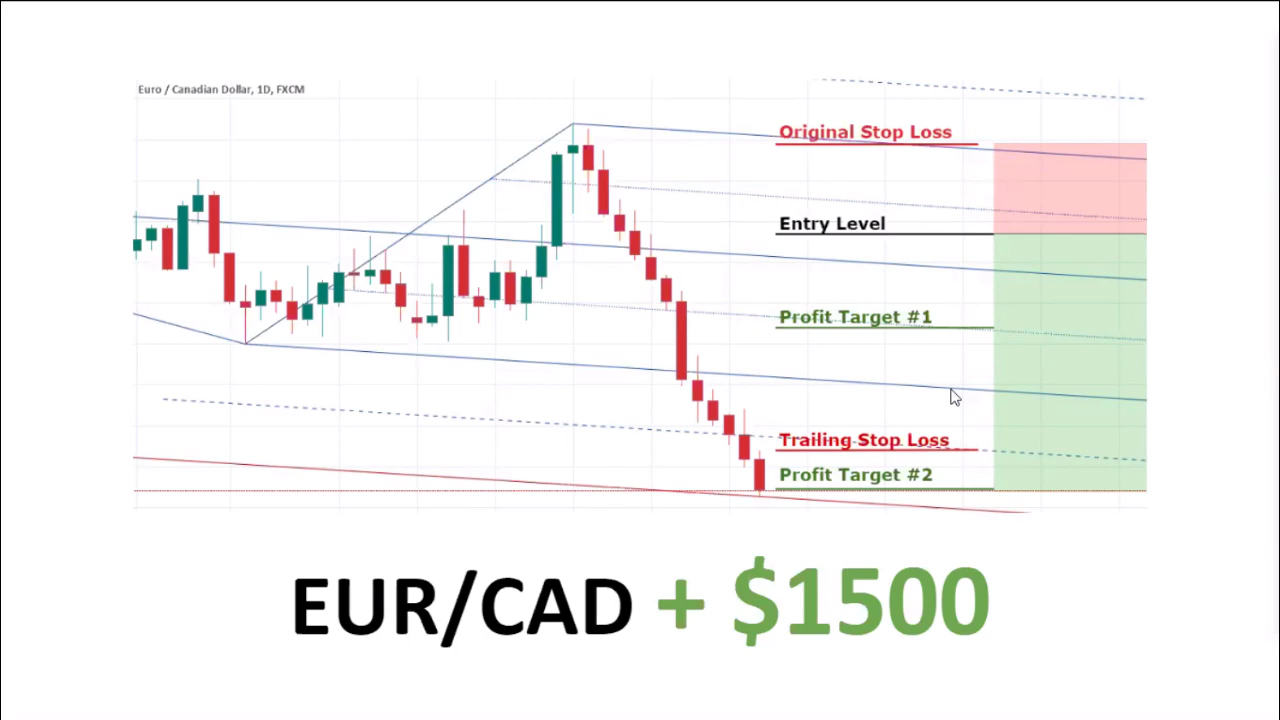 Euro / Canadian Dollar, 1D, FXCM
Original Stop Loss
Entry Level
Profit Target #1
Trailing Stop Loss
Profit Target #2
EUR/CAD + $1500